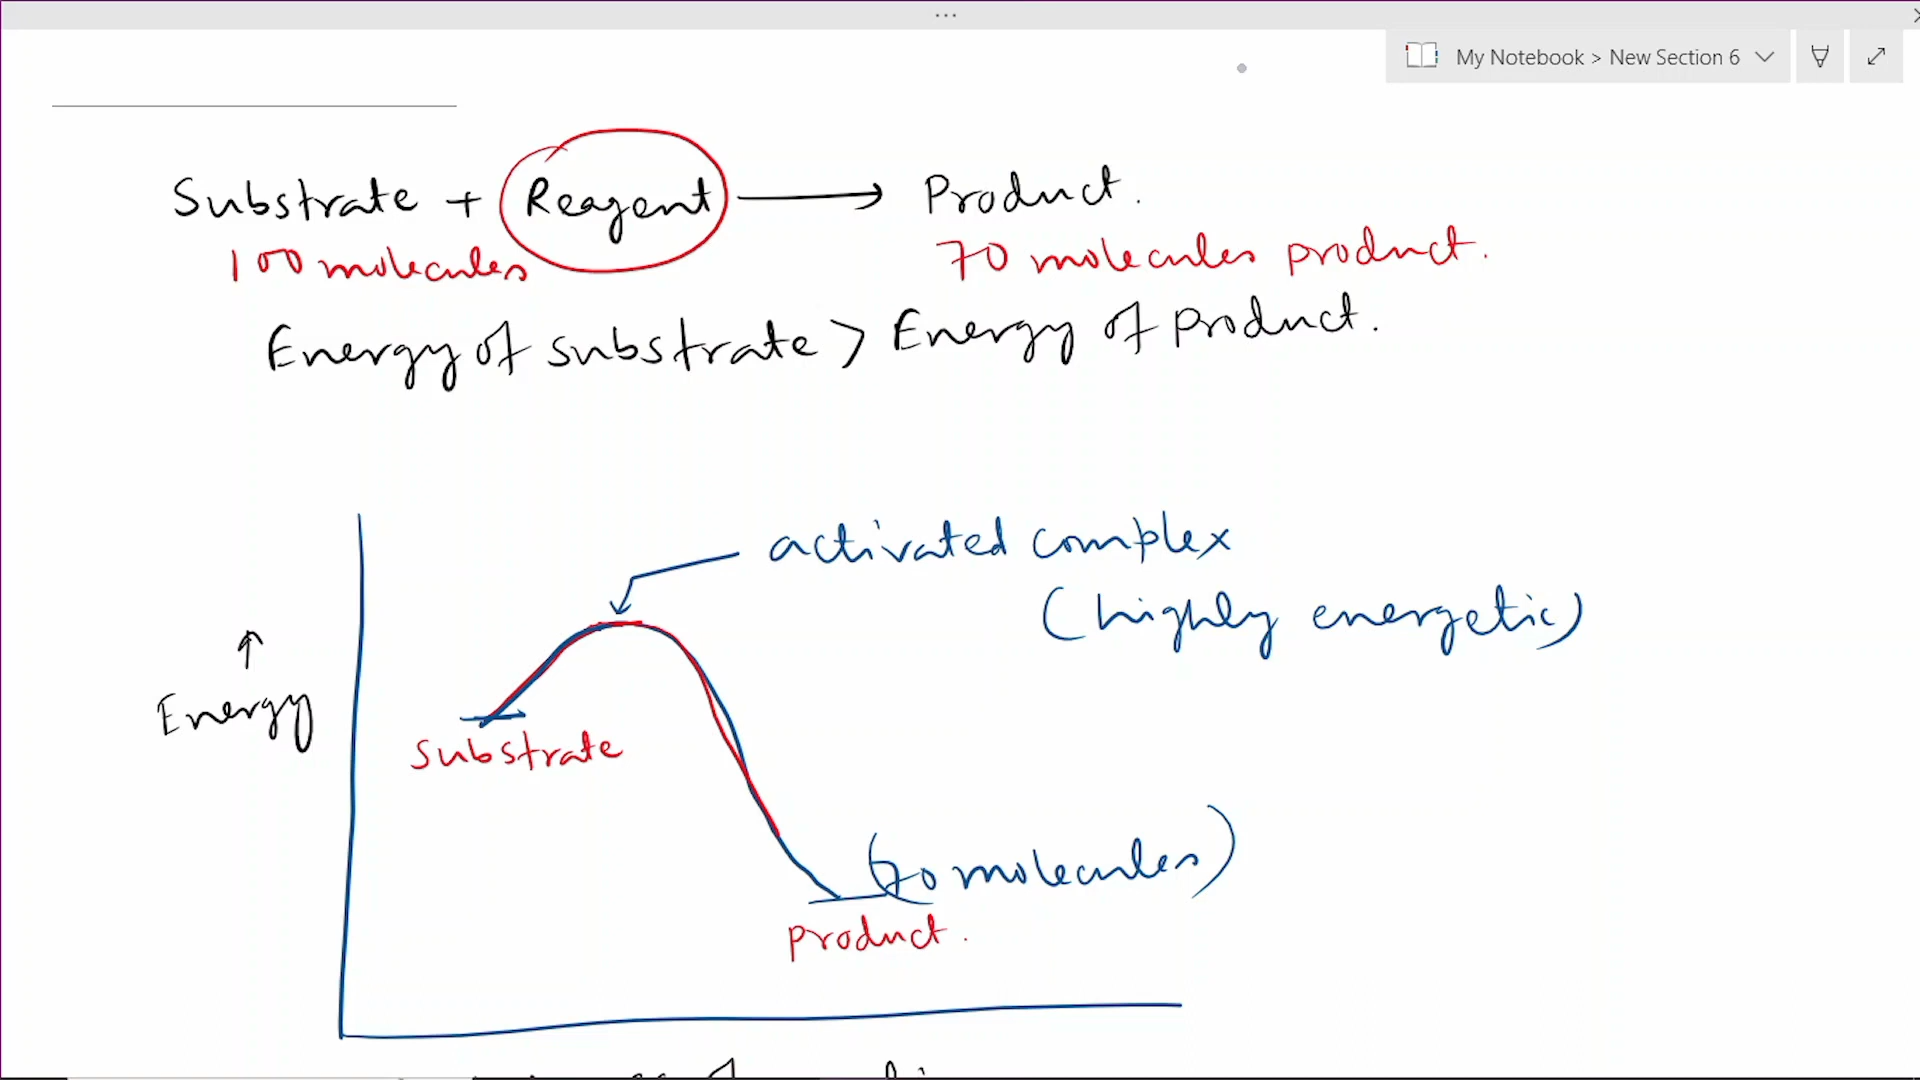 ...
My Notebook > New Section 6
Substrate + Reagent → Product.
100 molecules
70 molecules product.
Energy of substrate > Energy of product.
activated complex
(highly energetic)
↑
Energy
substrate
(70 molecules)
product.